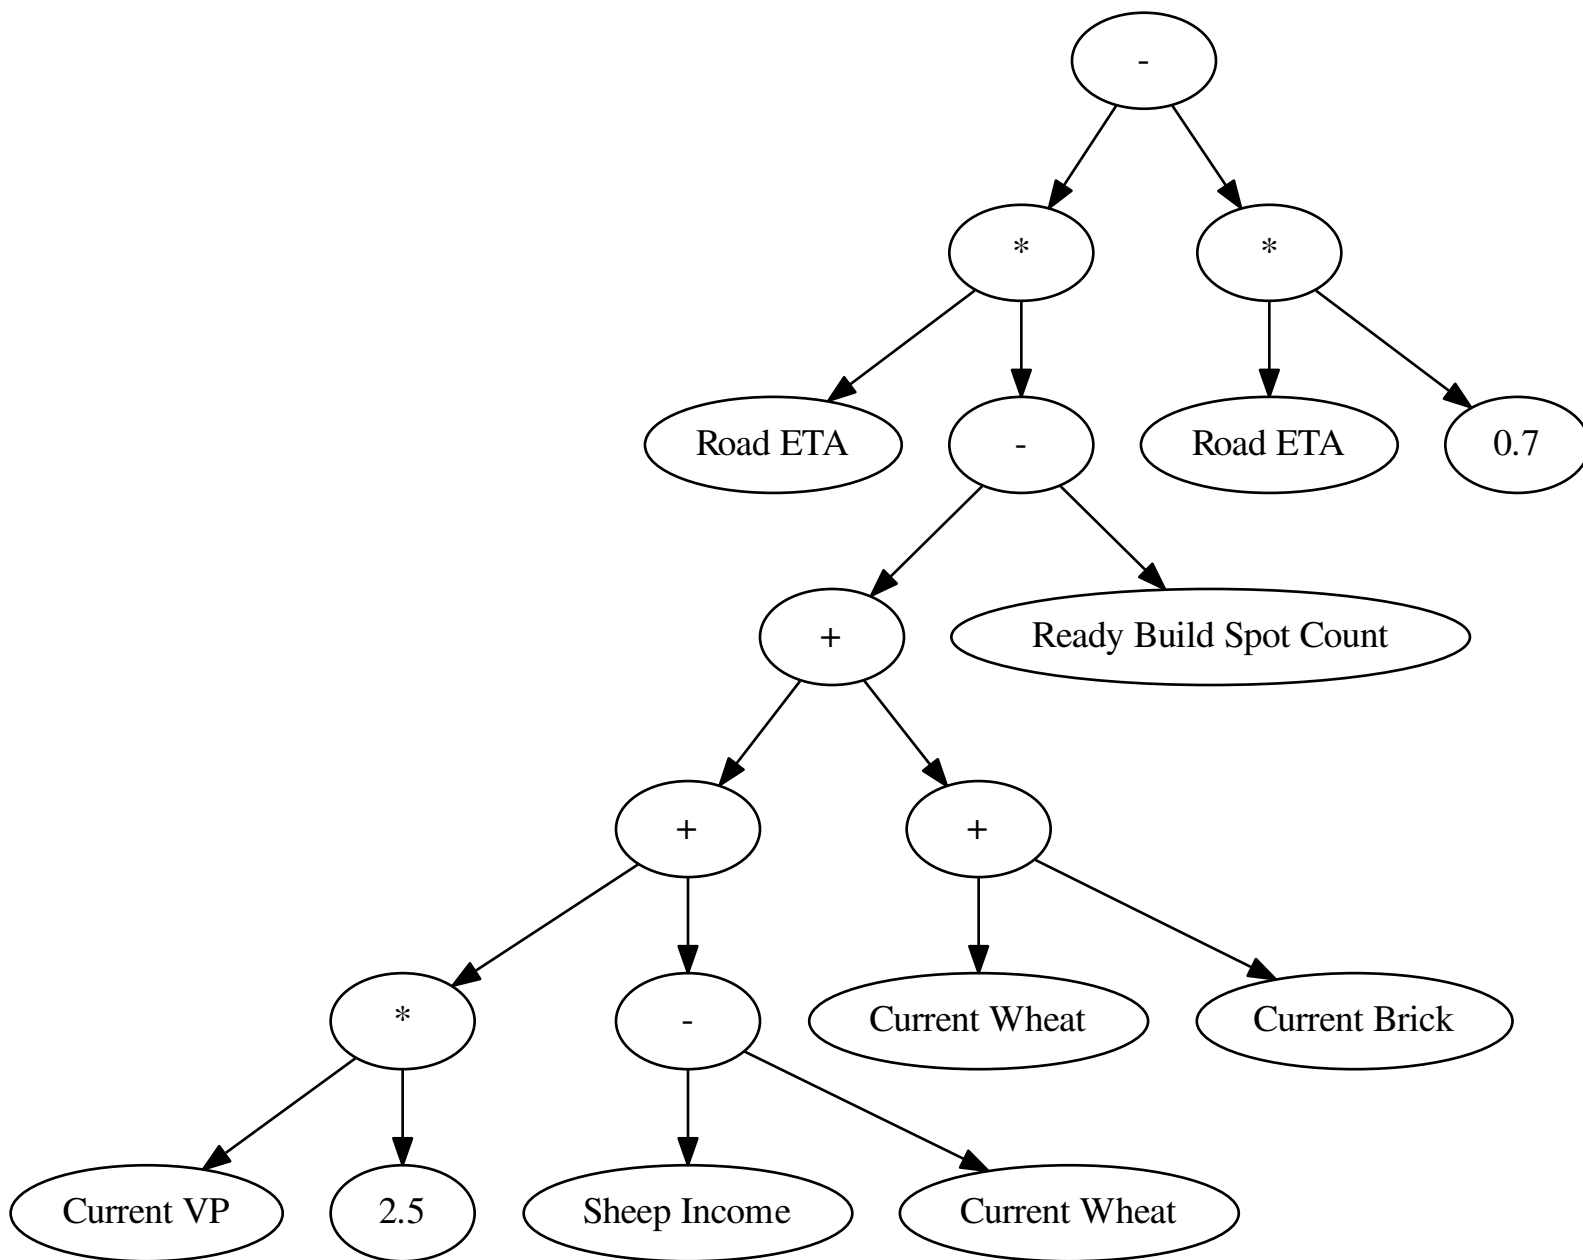 -
*
*
Road ETA
-
Road ETA
0.7
+
Ready Build Spot Count
+
+
*
-
Current Wheat
Current Brick
Current VP
2.5
Sheep Income
Current Wheat